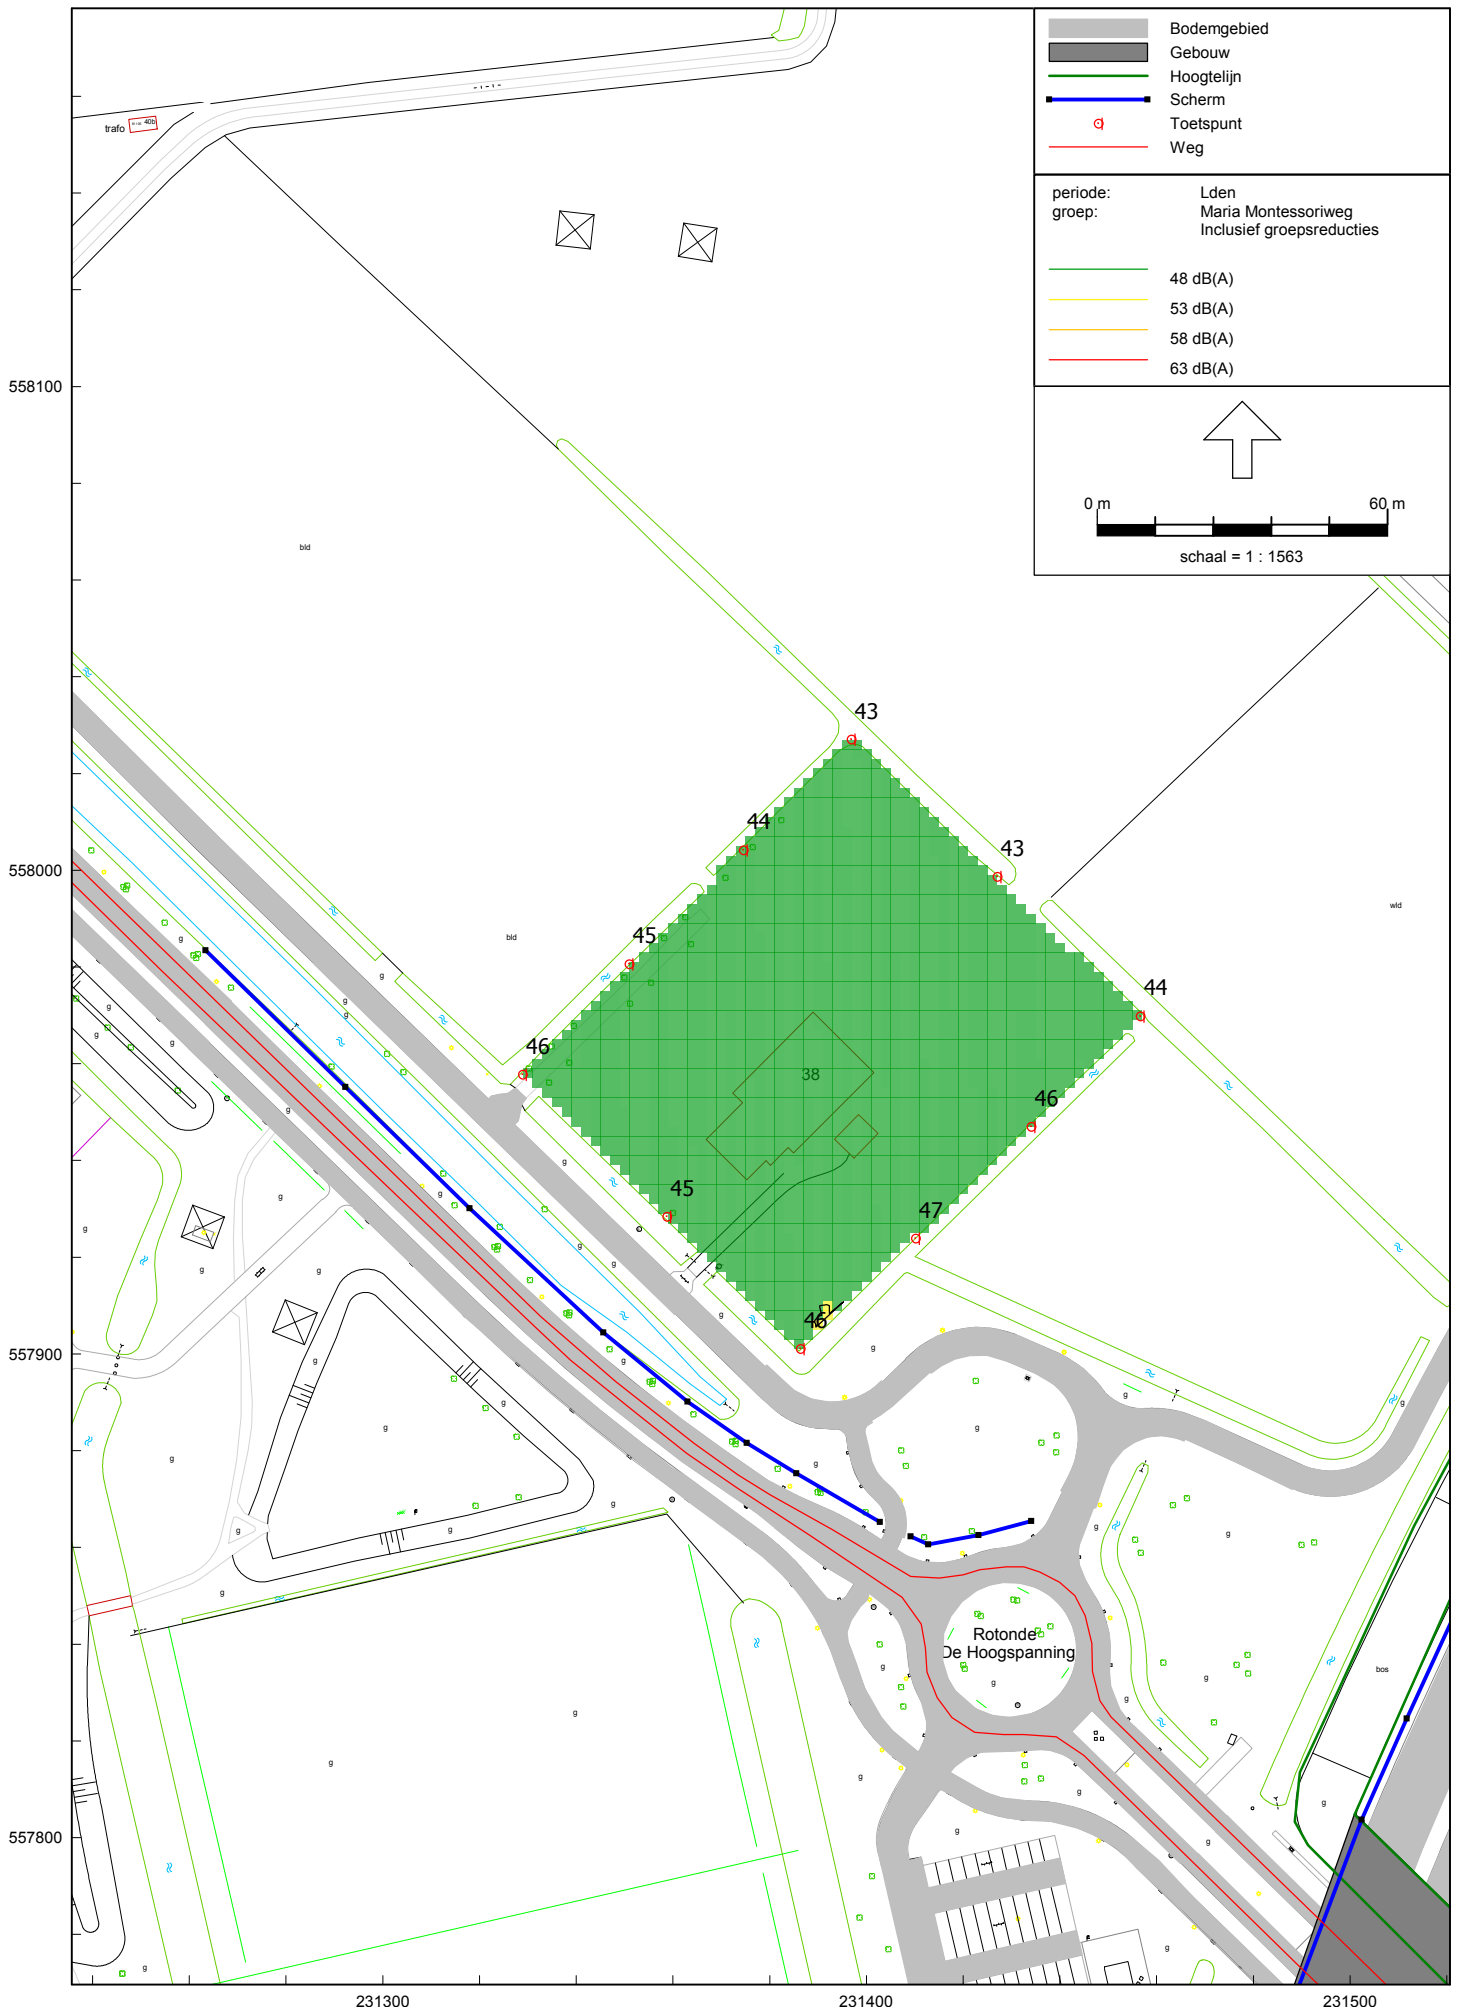 Bodemgebied
Gebouw
Hoogtelijn
Scherm
Toetspunt
Weg
periode: Lden
groep: Maria Montessoriweg
Inclusief groepsreducties
48 dB(A)
53 dB(A)
58 dB(A)
63 dB(A)
0 m 60 m
schaal = 1 : 1563
trafo
40b
558100
bld
43
44
43
558000
wld
bld
45
44
46
38
46
45
47
46
557900
Rotonde
De Hoogspanning
bos
557800
231300 231400 231500